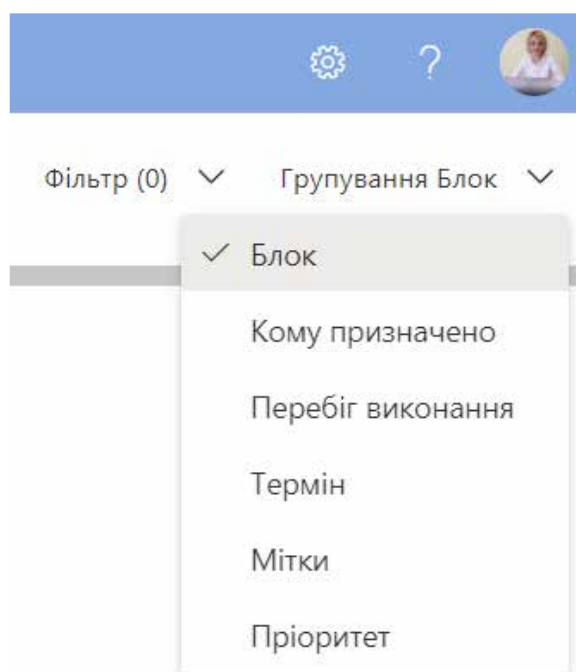 ?
Фільтр (0) Групування Блок
Блок
Кому призначено
Перебіг виконання
Термін
Мітки
Пріоритет